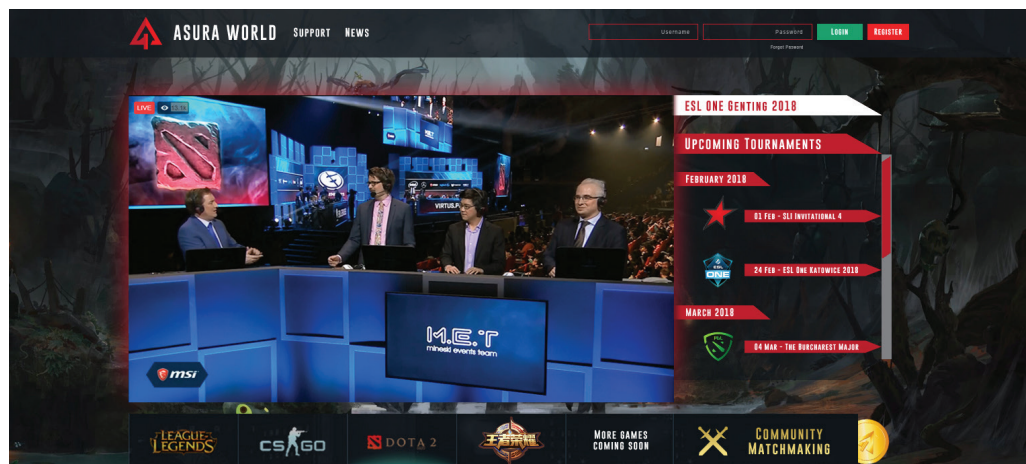 ASURA WORLD
SUPPORT
NEWS
Username
Password
LOGIN
REGISTER
Forgot Password
LIVE
ESL ONE GENTING 2018
UPCOMING TOURNAMENTS
FEBRUARY 2018
01 FEB - SLI INVITATIONAL 4
ESL
ONE
24 FEB - ESL ONE KATOWICE 2018
MARCH 2018
PGL
04 MAR - THE BURCHAREST MAJOR
VIRTUS.P
M.E.T
mineski events team
msi
LEAGUE
LEGENDS
CS GO
DOTA 2
王者荣耀
MORE GAMES
COMING SOON
COMMUNITY
MATCHMAKING